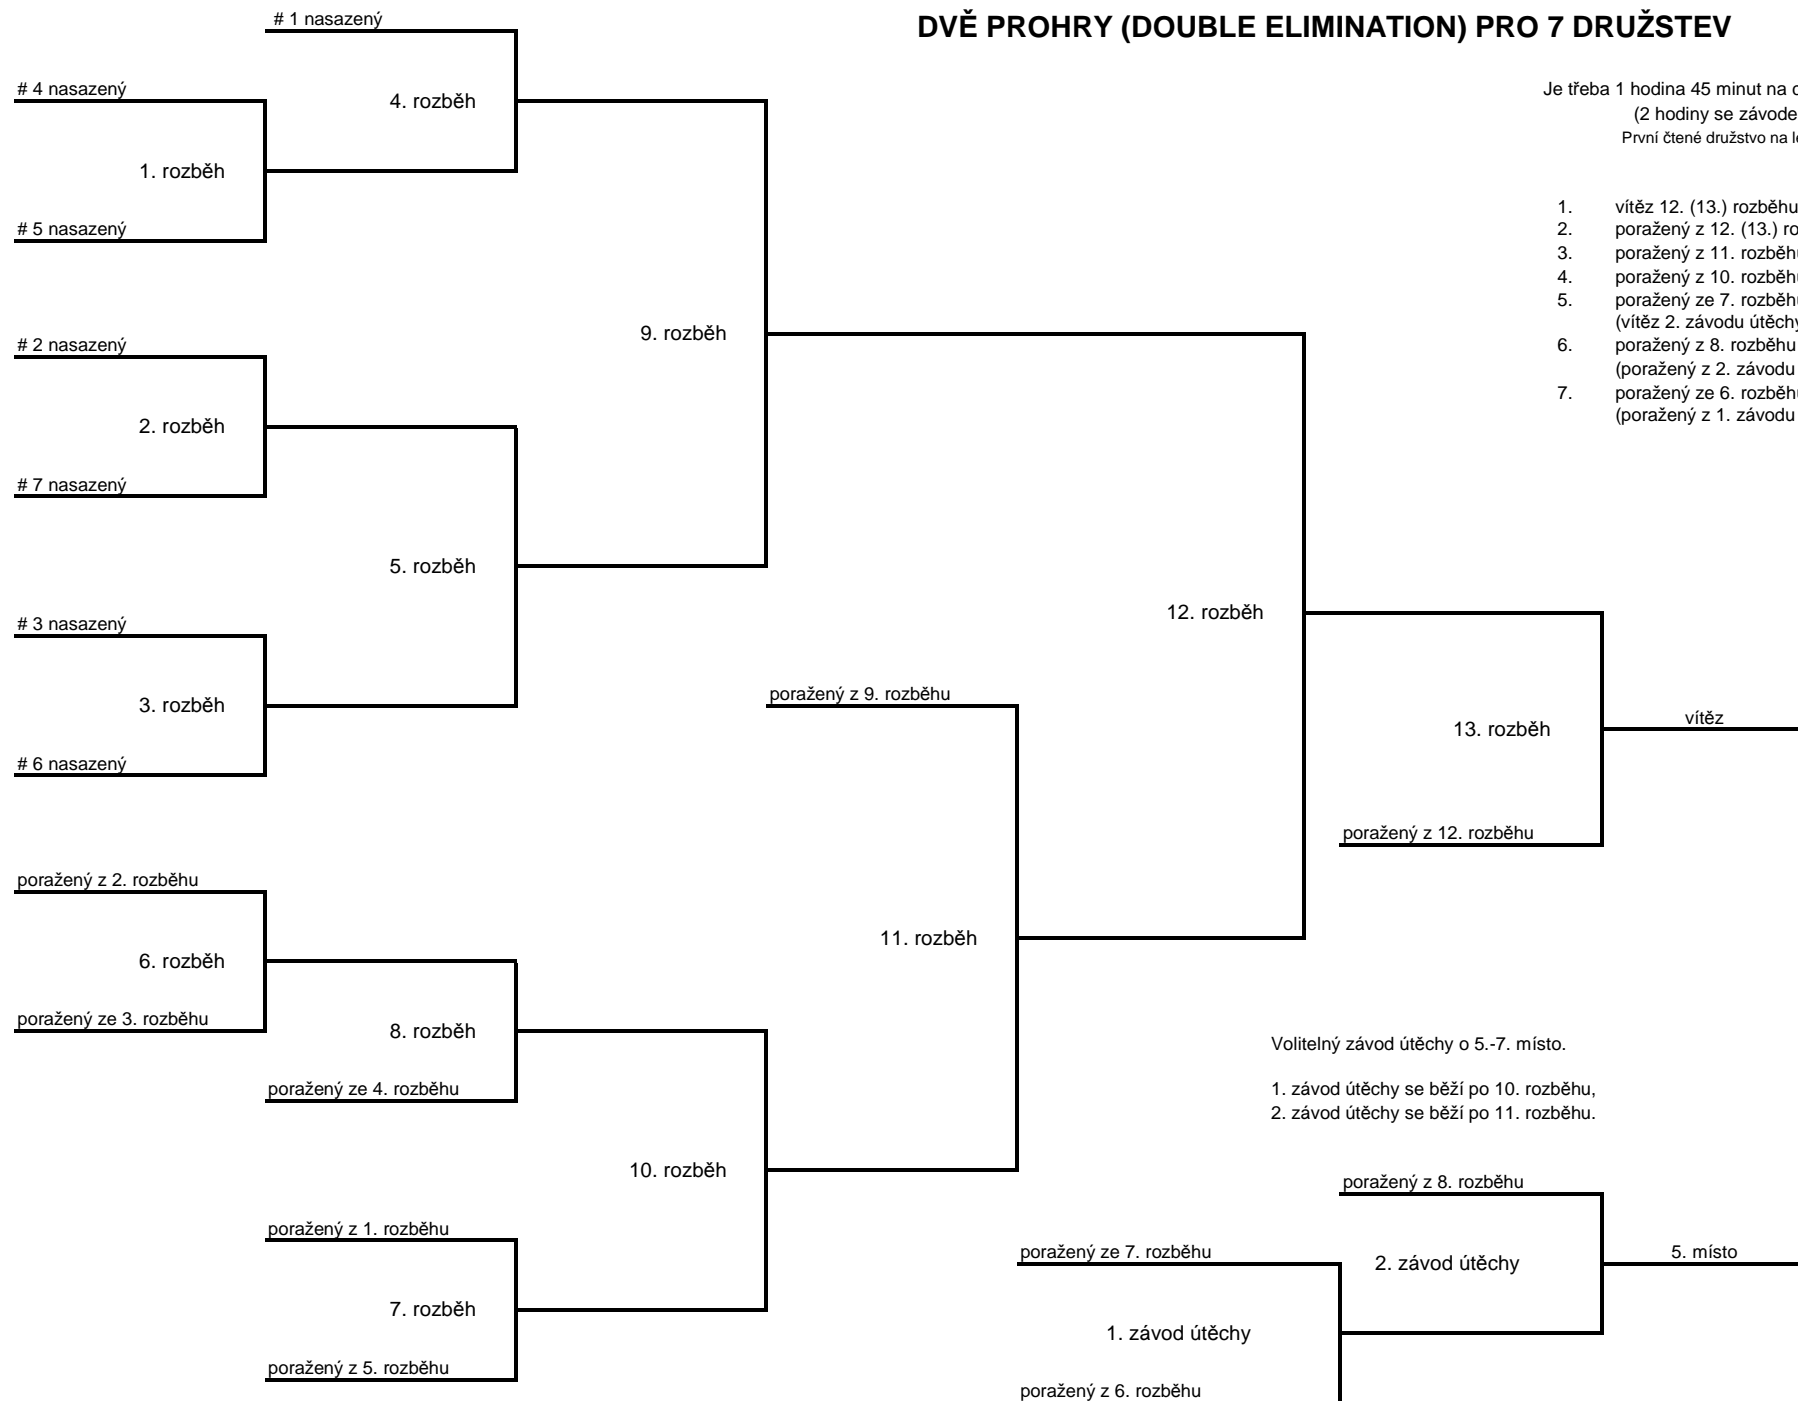 # 1 nasazený
DVĚ PROHRY (DOUBLE ELIMINATION) PRO 7 DRUŽSTEV
# 4 nasazený
4. rozběh
Je třeba 1 hodina 45 minut na
(2 hodiny se
První čtené družstvo na
1. rozběh
# 5 nasazený
1. vítěz 12. (13.) rozběhu
2. poražený z 12. (13.)
3. poražený z 11. rozběhu
4. poražený z 10. rozběhu
5. poražený ze 7. rozběhu
(vítěz 2. závodu útěchy
6. poražený z 8. rozběhu
(poražený z 2. závodu
7. poražený ze 6. rozběhu
(poražený z 1. závodu
9. rozběh
# 2 nasazený
2. rozběh
# 7 nasazený
5. rozběh
# 3 nasazený
12. rozběh
3. rozběh
poražený z 9. rozběhu
13. rozběh
vítěz
# 6 nasazený
poražený z 12. rozběhu
poražený z 2. rozběhu
11. rozběh
6. rozběh
poražený ze 3. rozběhu
8. rozběh
Volitelný závod útěchy o 5.-7. místo.
poražený ze 4. rozběhu
1. závod útěchy se běží po 10. rozběhu,
2. závod útěchy se běží po 11. rozběhu.
10. rozběh
poražený z 8. rozběhu
poražený z 1. rozběhu
poražený ze 7. rozběhu
2. závod útěchy
5. místo
7. rozběh
1. závod útěchy
poražený z 5. rozběhu
poražený z 6. rozběhu